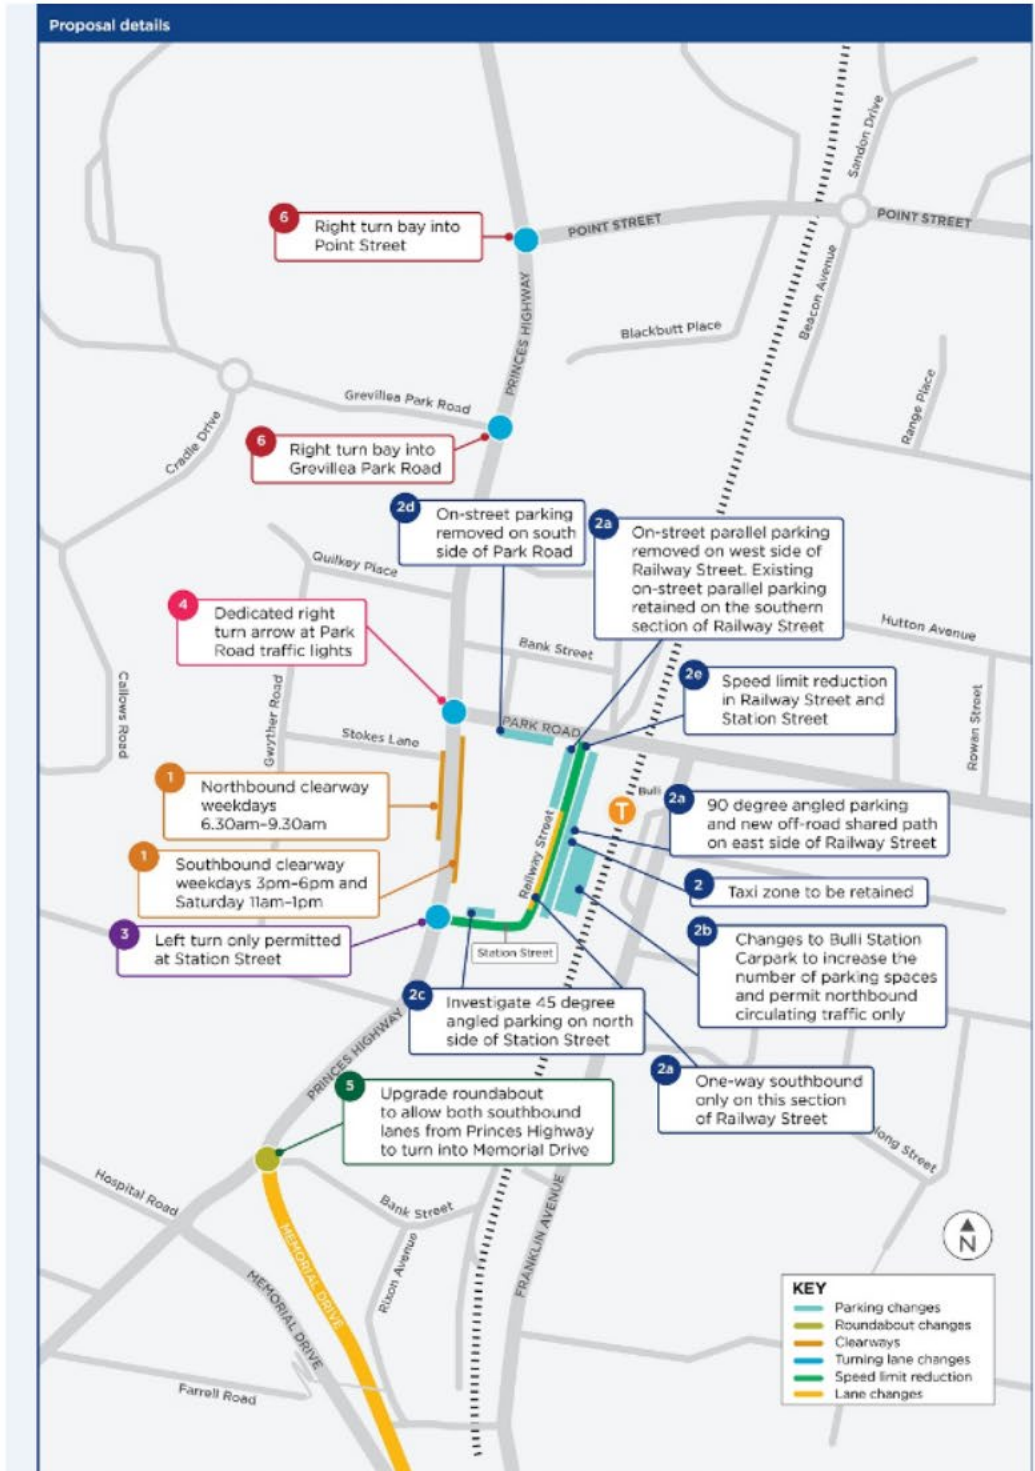 Proposal details
Sandon Drive
6
Right turn bay into
Point Street
POINT STREET
POINT STREET
PRINCES HIGHWAY
Beacon Avenue
Blackbutt Place
Range Place
Grevillea Park Road
Cradle Drive
6
Right turn bay into
Grevillea Park Road
2d
On-street parking
removed on south
side of Park Road
2a
On-street parallel parking
removed on west side of
Railway Street. Existing
on-street parallel parking
retained on the southern
section of Railway Street
Quilkey Place
4
Dedicated right
turn arrow at Park
Road traffic lights
Hutton Avenue
Bank Street
2e
Speed limit reduction
in Railway Street and
Station Street
Callows Road
Gwyther Road
Rowan Street
PARK ROAD
Stokes Lane
1
Northbound clearway
weekdays
6.30am–9.30am
Bulli
T
2a
90 degree angled parking
and new off-road shared path
on east side of Railway Street
Railway Street
1
Southbound clearway
weekdays 3pm–6pm and
Saturday 11am–1pm
2
Taxi zone to be retained
3
Left turn only permitted
at Station Street
Station Street
2b
Changes to Bulli Station
Carpark to increase the
number of parking spaces
and permit northbound
circulating traffic only
2c
Investigate 45 degree
angled parking on north
side of Station Street
PRINCES HIGHWAY
2a
One-way southbound
only on this section
of Railway Street
5
Upgrade roundabout
to allow both southbound
lanes from Princes Highway
to turn into Memorial Drive
Street
Hospital Road
Bank Street
FRANKLIN AVENUE
Rixon Avenue
MEMORIAL DRIVE
MEMORIAL DRIVE
N
Farrell Road
KEY
Parking changes
Roundabout changes
Clearways
Turning lane changes
Speed limit reduction
Lane changes